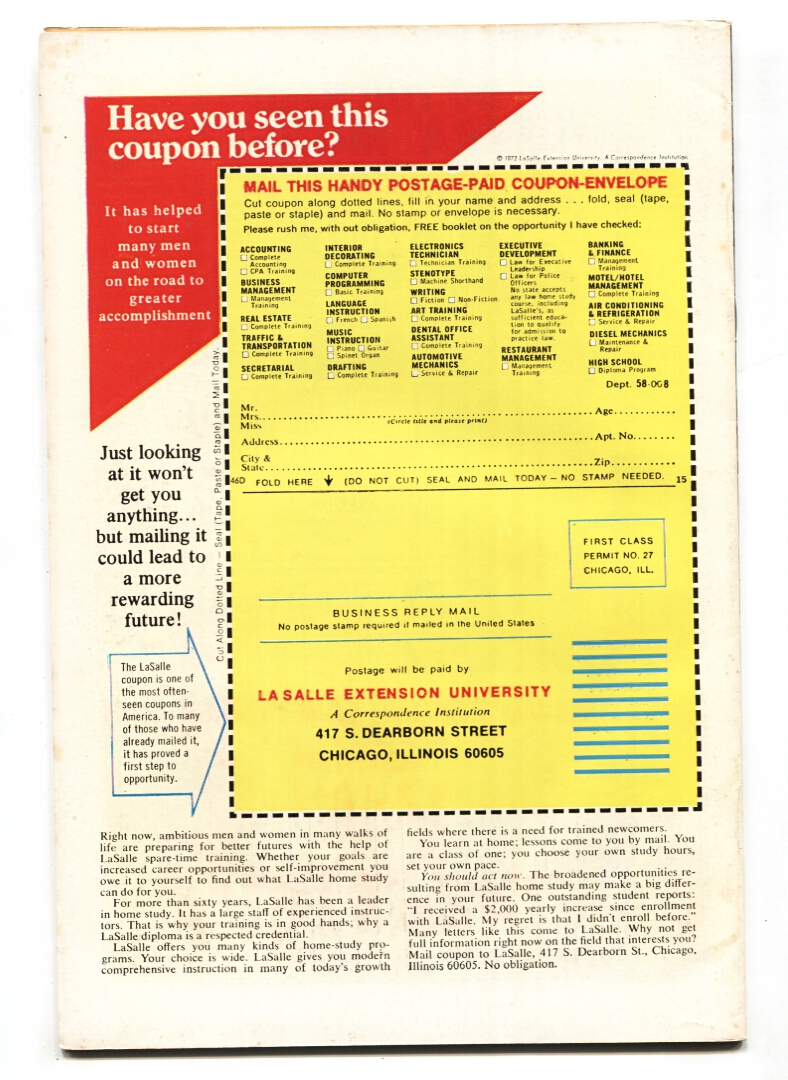 Have you seen this
coupon before?
© 1972 LaSalle Extension University. A Correspondence Institution
It has helped
to start
many men
and women
on the road to
greater
accomplishment
Just looking
at it won't
get you
anything...
but mailing it
could lead to
a more
rewarding
future!
The LaSalle
coupon is one of
the most often-
seen coupons in
America. To many
of those who have
already mailed it,
it has proved a
first step to
opportunity.
Cut Along Dotted Line – Seal (Tape, Paste or Staple) and Mail Today.
MAIL THIS HANDY POSTAGE-PAID COUPON-ENVELOPE
Cut coupon along dotted lines, fill in your name and address . . . fold, seal (tape,
paste or staple) and mail. No stamp or envelope is necessary.
Please rush me, with out obligation, FREE booklet on the opportunity I have checked:
ACCOUNTING
☐ Complete
Accounting
☐ CPA Training
BUSINESS
MANAGEMENT
☐ Management
Training
REAL ESTATE
☐ Complete Training
TRAFFIC &
TRANSPORTATION
☐ Complete Training
SECRETARIAL
☐ Complete Training
INTERIOR
DECORATING
☐ Complete Training
COMPUTER
PROGRAMMING
☐ Basic Training
LANGUAGE
INSTRUCTION
☐ French ☐ Spanish
MUSIC
INSTRUCTION
☐ Piano ☐ Guitar
☐ Spinet Organ
DRAFTING
☐ Complete Training
ELECTRONICS
TECHNICIAN
☐ Technician Training
STENOTYPE
☐ Machine Shorthand
WRITING
☐ Fiction ☐ Non-Fiction
ART TRAINING
☐ Complete Training
DENTAL OFFICE
ASSISTANT
☐ Complete Training
AUTOMOTIVE
MECHANICS
☐ Service & Repair
EXECUTIVE
DEVELOPMENT
☐ Law for Executive
Leadership
☐ Law for Police
Officers
No state accepts
any law home study
course, including
LaSalle's, as
sufficient educa-
tion to qualify
for admission to
practice law.
RESTAURANT
MANAGEMENT
☐ Management
Training
BANKING
& FINANCE
☐ Management
Training
MOTEL/HOTEL
MANAGEMENT
☐ Complete Training
AIR CONDITIONING
& REFRIGERATION
☐ Service & Repair
DIESEL MECHANICS
☐ Maintenance &
Repair
HIGH SCHOOL
☐ Diploma Program
Dept. 58-008
Mr.
Mrs. Age
Miss (Circle title and please print)
Address Apt. No.
City &
State Zip
46D FOLD HERE ↓ (DO NOT CUT) SEAL AND MAIL TODAY – NO STAMP NEEDED. 15
FIRST CLASS
PERMIT NO. 27
CHICAGO, ILL.
BUSINESS REPLY MAIL
No postage stamp required if mailed in the United States
Postage will be paid by
LA SALLE EXTENSION UNIVERSITY
A Correspondence Institution
417 S. DEARBORN STREET
CHICAGO, ILLINOIS 60605
Right now, ambitious men and women in many walks of
life are preparing for better futures with the help of
LaSalle spare-time training. Whether your goals are
increased career opportunities or self-improvement you
owe it to yourself to find out what LaSalle home study
can do for you.
For more than sixty years, LaSalle has been a leader
in home study. It has a large staff of experienced instruc-
tors. That is why your training is in good hands; why a
LaSalle diploma is a respected credential.
LaSalle offers you many kinds of home-study pro-
grams. Your choice is wide. LaSalle gives you modern
comprehensive instruction in many of today's growth
fields where there is a need for trained newcomers.
You learn at home; lessons come to you by mail. You
are a class of one; you choose your own study hours,
set your own pace.
You should act now. The broadened opportunities re-
sulting from LaSalle home study may make a big differ-
ence in your future. One outstanding student reports:
"I received a $2,000 yearly increase since enrollment
with LaSalle. My regret is that I didn't enroll before."
Many letters like this come to LaSalle. Why not get
full information right now on the field that interests you?
Mail coupon to LaSalle, 417 S. Dearborn St., Chicago,
Illinois 60605. No obligation.